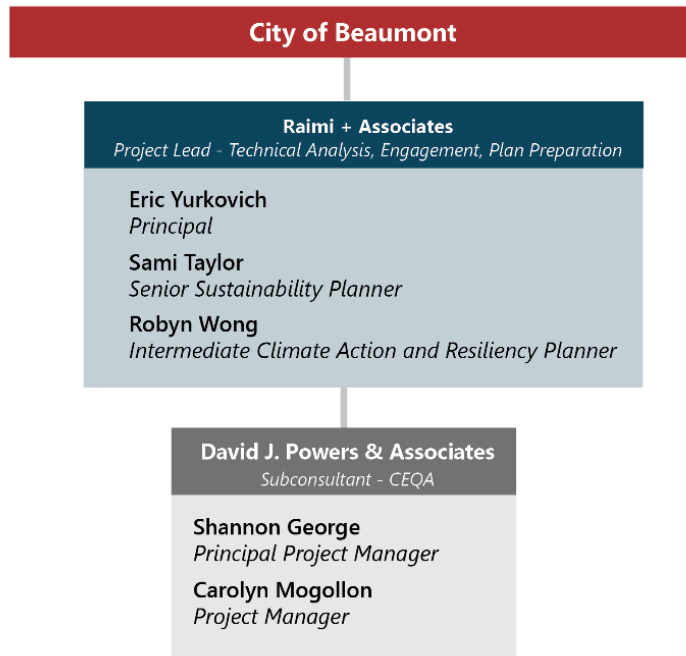 City of Beaumont
Raimi + Associates
Project Lead - Technical Analysis, Engagement, Plan Preparation
Eric Yurkovich
Principal
Sami Taylor
Senior Sustainability Planner
Robyn Wong
Intermediate Climate Action and Resiliency Planner
David J. Powers & Associates
Subconsultant - CEQA
Shannon George
Principal Project Manager
Carolyn Mogollon
Project Manager